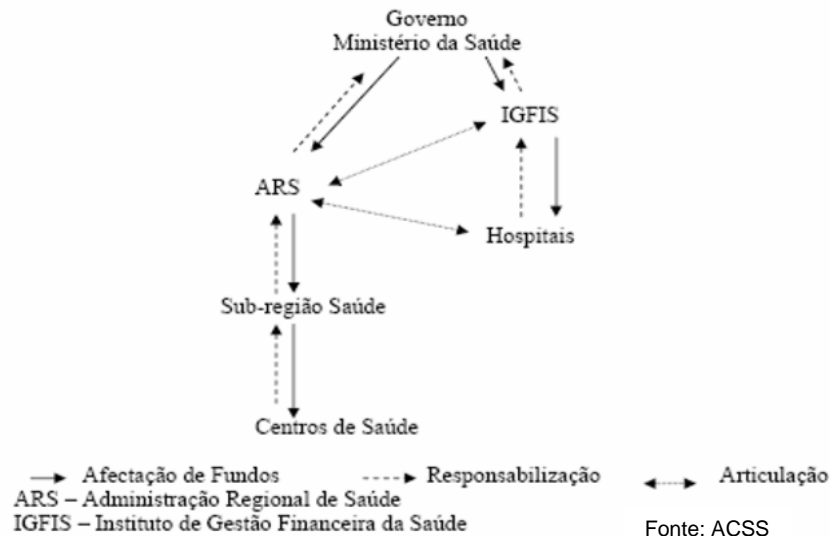 Governo
Ministério da Saúde
IGFIS
ARS
Hospitais
Sub-região Saúde
Centros de Saúde
Afectação de Fundos Responsabilização Articulação
ARS – Administração Regional de Saúde
IGFIS – Instituto de Gestão Financeira da Saúde
Fonte: ACSS